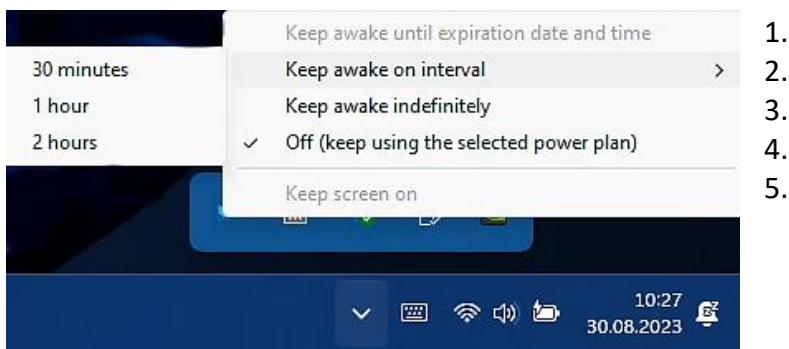 Keep awake until expiration date and time
Keep awake on interval
Keep awake indefinitely
Off (keep using the selected power plan)
Keep screen on
30 minutes
1 hour
2 hours
10:27
30.08.2023
1.
2.
3.
4.
5.